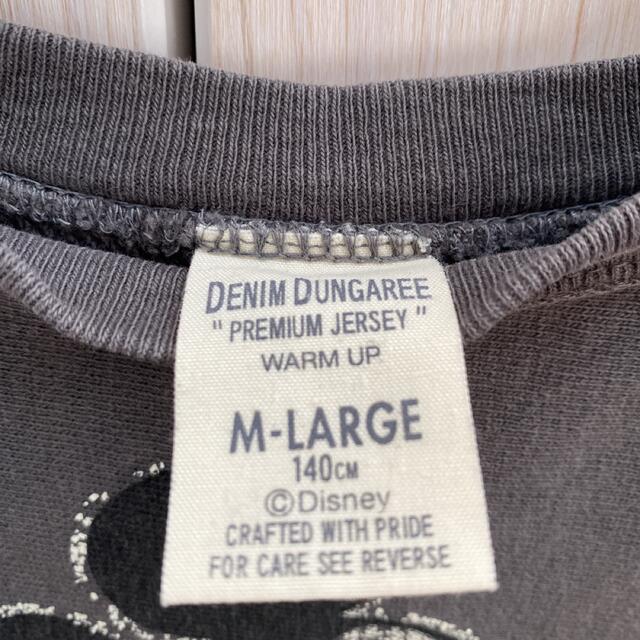 DENIM DUNGAREE
" PREMIUM JERSEY "
WARM UP
M-LARGE
140CM
©Disney
CRAFTED WITH PRIDE
FOR CARE SEE REVERSE